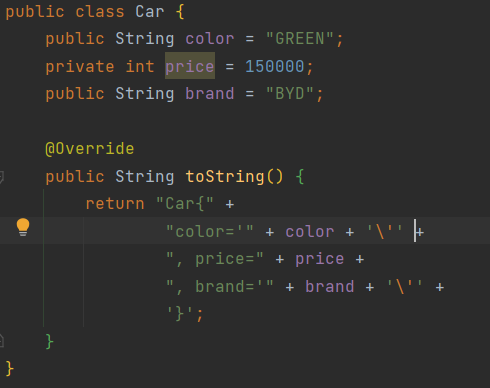 public class Car {
    public String color = "GREEN";
    private int price = 150000;
    public String brand = "BYD";

    @Override
    public String toString() {
        return "Car{" +
                "color='" + color + '\'' +
                ", price=" + price +
                ", brand='" + brand + '\'' +
                '}';
    }
}